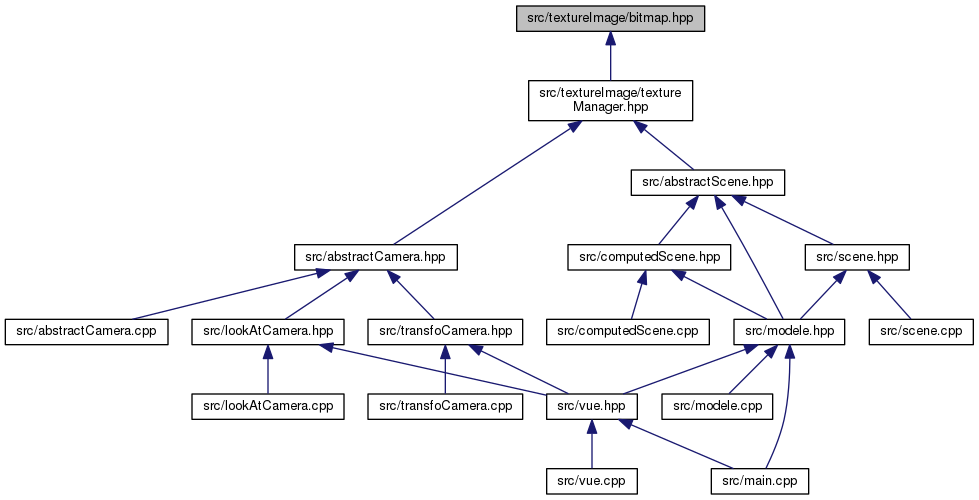 src/textureImage/bitmap.hpp
src/textureImage/texture
Manager.hpp
src/abstractScene.hpp
src/abstractCamera.hpp
src/computedScene.hpp
src/scene.hpp
src/abstractCamera.cpp
src/lookAtCamera.hpp
src/transfoCamera.hpp
src/computedScene.cpp
src/modele.hpp
src/scene.cpp
src/lookAtCamera.cpp
src/transfoCamera.cpp
src/vue.hpp
src/modele.cpp
src/vue.cpp
src/main.cpp